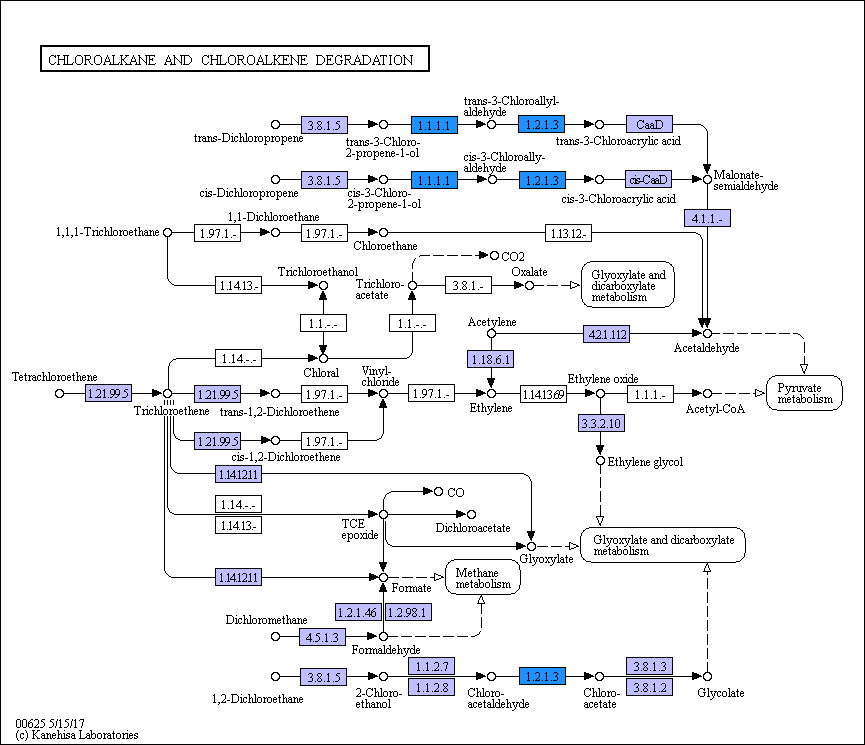 CHLOROALKANE AND CHLOROALKENE DEGRADATION
trans-3-Chloroallyl-
aldehyde
3.8.1.5
1.1.1.1
1.2.1.3
CaaD
trans-Dichloropropene
trans-3-Chloro-
2-propene-1-ol
trans-3-Chloroacrylic acid
cis-3-Chloroally-
aldehyde
3.8.1.5
1.1.1.1
1.2.1.3
cis-CaaD
Malonate-
semialdehyde
cis-Dichloropropene
cis-3-Chloro-
2-propene-1-ol
cis-3-Chloroacrylic acid
4.1.1.-
1,1-Dichloroethane
1,1,1-Trichloroethane
1.97.1.-
1.97.1.-
1.13.12.-
Chloroethane
CO2
Trichloroethanol
Trichloro-
acetate
Oxalate
1.14.13.-
3.8.1.-
Glyoxylate and
dicarboxylate
metabolism
1.1.-.-
1.1.-.-
Acetylene
4.2.1.112
Acetaldehyde
1.14.-.-
Chloral
1.18.6.1
Vinyl-
chloride
Tetrachloroethene
1.21.99.5
1.21.99.5
1.97.1.-
1.97.1.-
1.14.13.69
Ethylene oxide
1.1.1.-
Pyruvate
metabolism
Trichloroethene
trans-1,2-Dichloroethene
Ethylene
Acetyl-CoA
3.3.2.10
1.21.99.5
1.97.1.-
cis-1,2-Dichloroethene
Ethylene glycol
1.14.12.11
CO
1.14.-.-
1.14.13.-
TCE
epoxide
Dichloroacetate
Glyoxylate and dicarboxylate
metabolism
Glyoxylate
1.14.12.11
Formate
Methane
metabolism
1.2.1.46
1.2.98.1
Dichloromethane
4.5.1.3
Formaldehyde
3.8.1.5
1.1.2.7
1.1.2.8
1.2.1.3
3.8.1.3
3.8.1.2
1,2-Dichloroethane
2-Chloro-
ethanol
Chloro-
acetaldehyde
Chloro-
acetate
Glycolate
00625 5/15/17
(c) Kanehisa Laboratories